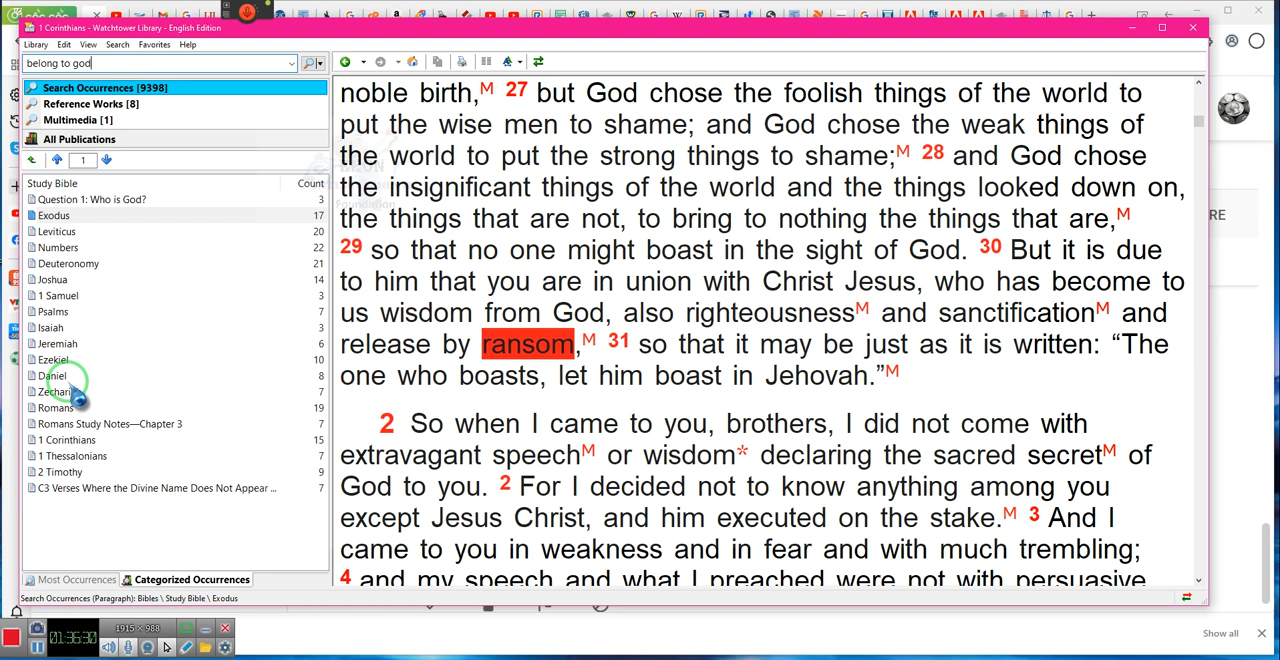 1 Corinthians - Watchtower Library - English Edition
Library Edit View Search Favorites Help
belong to god
Search Occurrences [9398]
Reference Works [8]
Multimedia [1]
All Publications
1
Study Bible Count
Question 1: Who is God? 3
Exodus 17
Leviticus 20
Numbers 22
Deuteronomy 21
Joshua 14
1 Samuel 3
Psalms 7
Isaiah 3
Jeremiah 6
Ezekiel 10
Daniel 8
7
Romans 19
Romans Study Notes—Chapter 3 7
1 Corinthians 15
1 Thessalonians 7
2 Timothy 9
C3 Verses Where the Divine Name Does Not Appear ... 7
Most Occurrences Categorized Occurrences
Search Occurrences (Paragraph): Bibles \ Study Bible \ Exodus
noble birth,M 27 but God chose the foolish things of the world to
put the wise men to shame; and God chose the weak things of
the world to put the strong things to shame;M 28 and God chose
the insignificant things of the world and the things looked down on,
the things that are not, to bring to nothing the things that are,M
29 so that no one might boast in the sight of God. 30 But it is due
to him that you are in union with Christ Jesus, who has become to
us wisdom from God, also righteousnessM and sanctificationM and
release by ransom,M 31 so that it may be just as it is written: “The
one who boasts, let him boast in Jehovah.”M
2 So when I came to you, brothers, I did not come with
extravagant speechM or wisdom* declaring the sacred secretM of
God to you. 2 For I decided not to know anything among you
except Jesus Christ, and him executed on the stake.M 3 And I
came to you in weakness and in fear and with much trembling;
4 and my speech and what I preached were not with persuasive
Foundation
RE
Show all
1915 x 988
01:36:30